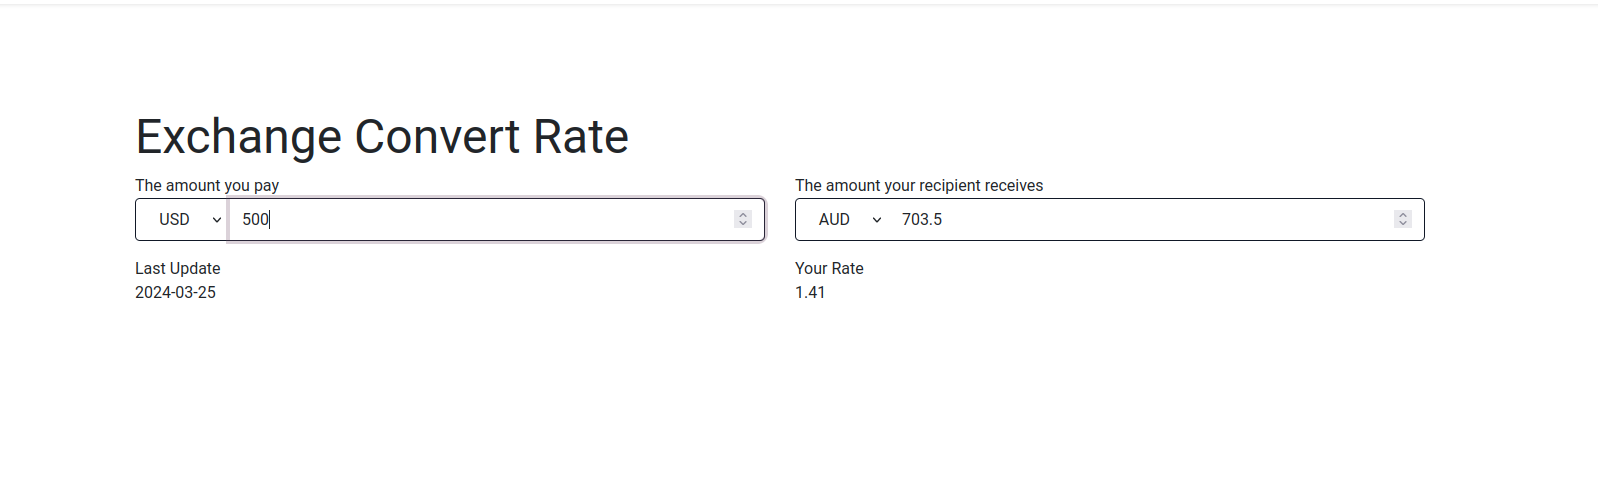 Exchange Convert Rate
The amount you pay
USD 500
Last Update
2024-03-25
The amount your recipient receives
AUD 703.5
Your Rate
1.41